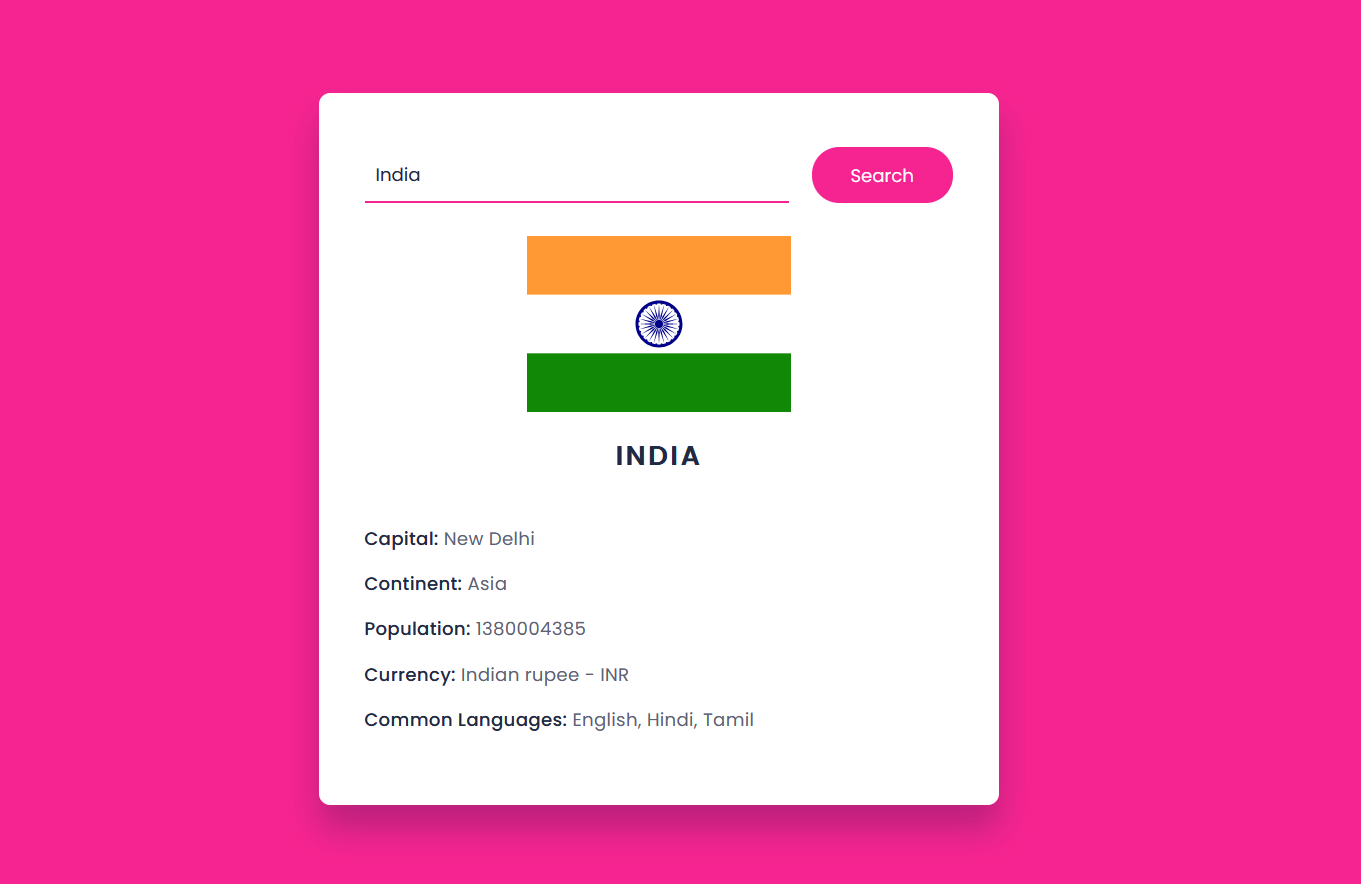 India
Search
INDIA
Capital: New Delhi
Continent: Asia
Population: 1380004385
Currency: Indian rupee - INR
Common Languages: English, Hindi, Tamil